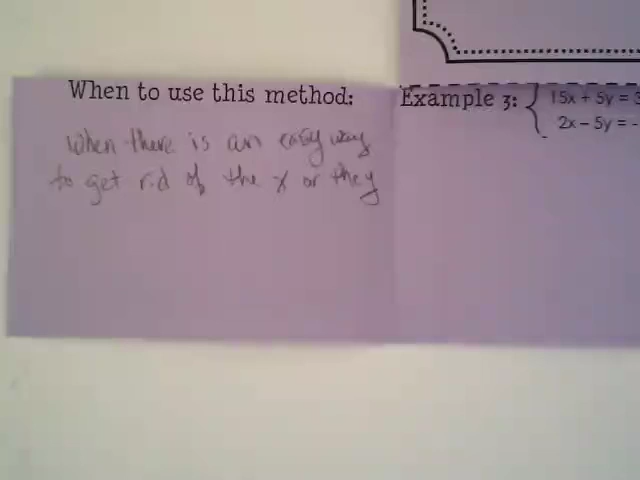 When to use this method:
when there is an easy way
to get rid of the x or the y
Example 3: { 15x + 5y = 3
2x - 5y = -